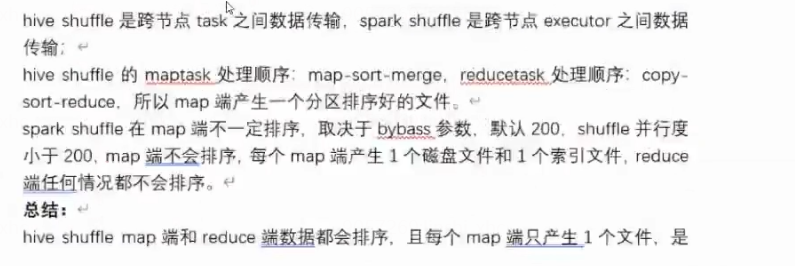 hive shuffle 是跨节点 task 之间数据传输，spark shuffle 是跨节点 executor 之间数据
传输；
hive shuffle 的 maptask 处理顺序：map-sort-merge，reducetask 处理顺序：copy-
sort-reduce，所以 map 端产生一个分区排序好的文件。
spark shuffle 在 map 端不一定排序，取决于 bybass 参数，默认 200，shuffle 并行度
小于 200，map 端不会排序，每个 map 端产生 1 个磁盘文件和 1 个索引文件，reduce
端任何情况都不会排序。
总结：
hive shuffle map 端和 reduce 端数据都会排序，且每个 map 端只产生 1 个文件，是